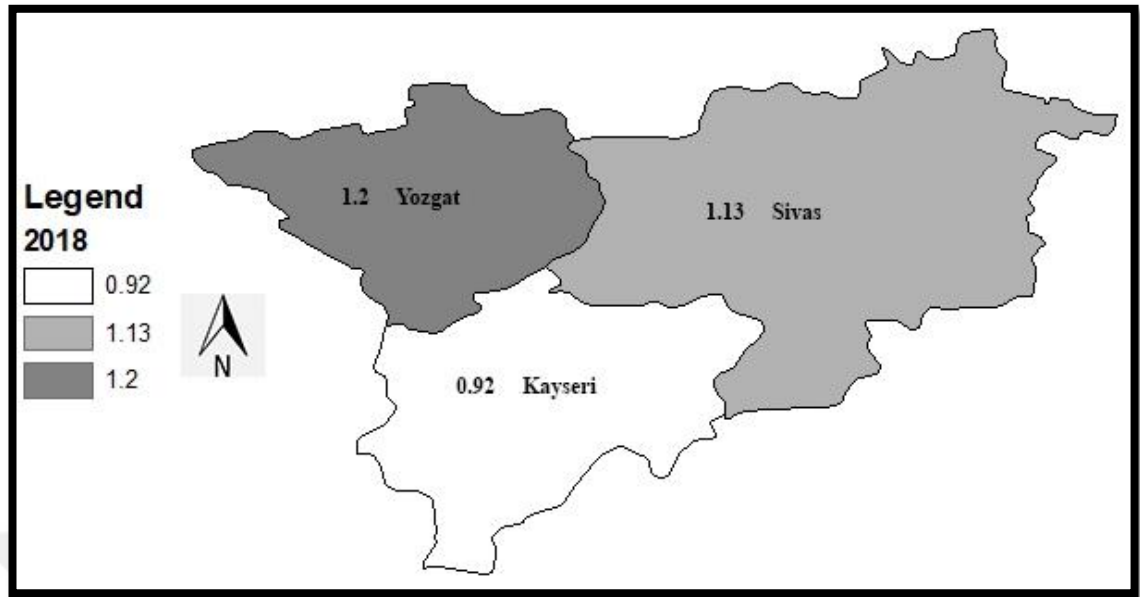 1.2 Yozgat
1.13 Sivas
Legend
2018
0.92
1.13
1.2
N
0.92 Kayseri